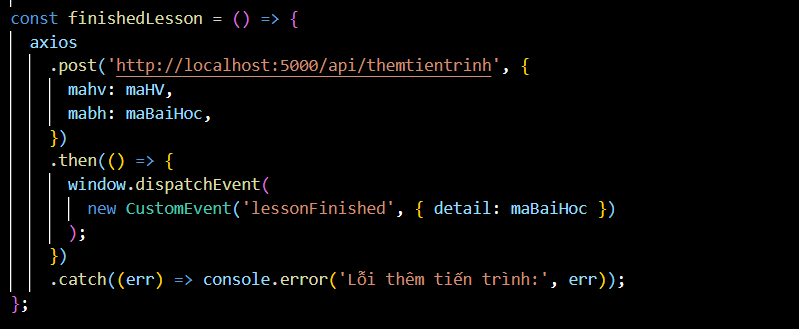 const finishedLesson = () => {
axios
.post('http://localhost:5000/api/themtientrinh', {
mahv: maHV,
mabh: maBaiHoc,
})
.then(() => {
window.dispatchEvent(
new CustomEvent('lessonFinished', { detail: maBaiHoc })
);
})
.catch((err) => console.error('Lỗi thêm tiến trình:', err));
};